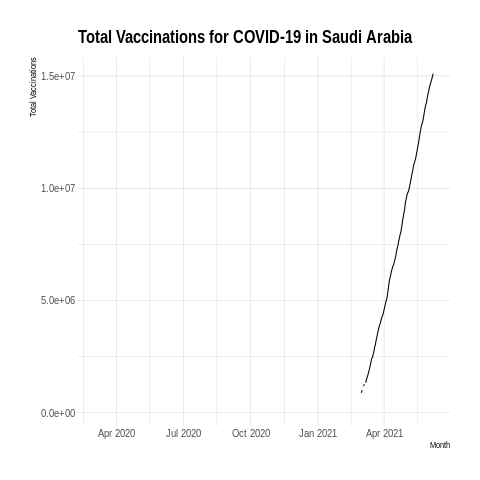 Total Vaccinations for COVID-19 in Saudi Arabia
Total Vaccinations
1.5e+07
1.0e+07
5.0e+06
0.0e+00
Apr 2020 Jul 2020 Oct 2020 Jan 2021 Apr 2021
Month